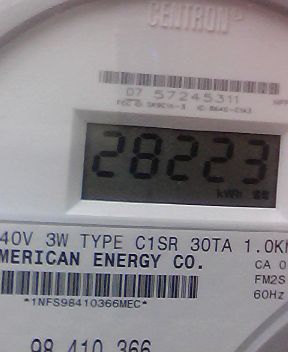 CENTRON
07 57245311
28223
kWh
40V 3W TYPE C1SR 30TA 1.0K
MERICAN ENERGY CO.
CA 0
FM2S
60Hz
*1NFS98410366MEC*
98 410 366